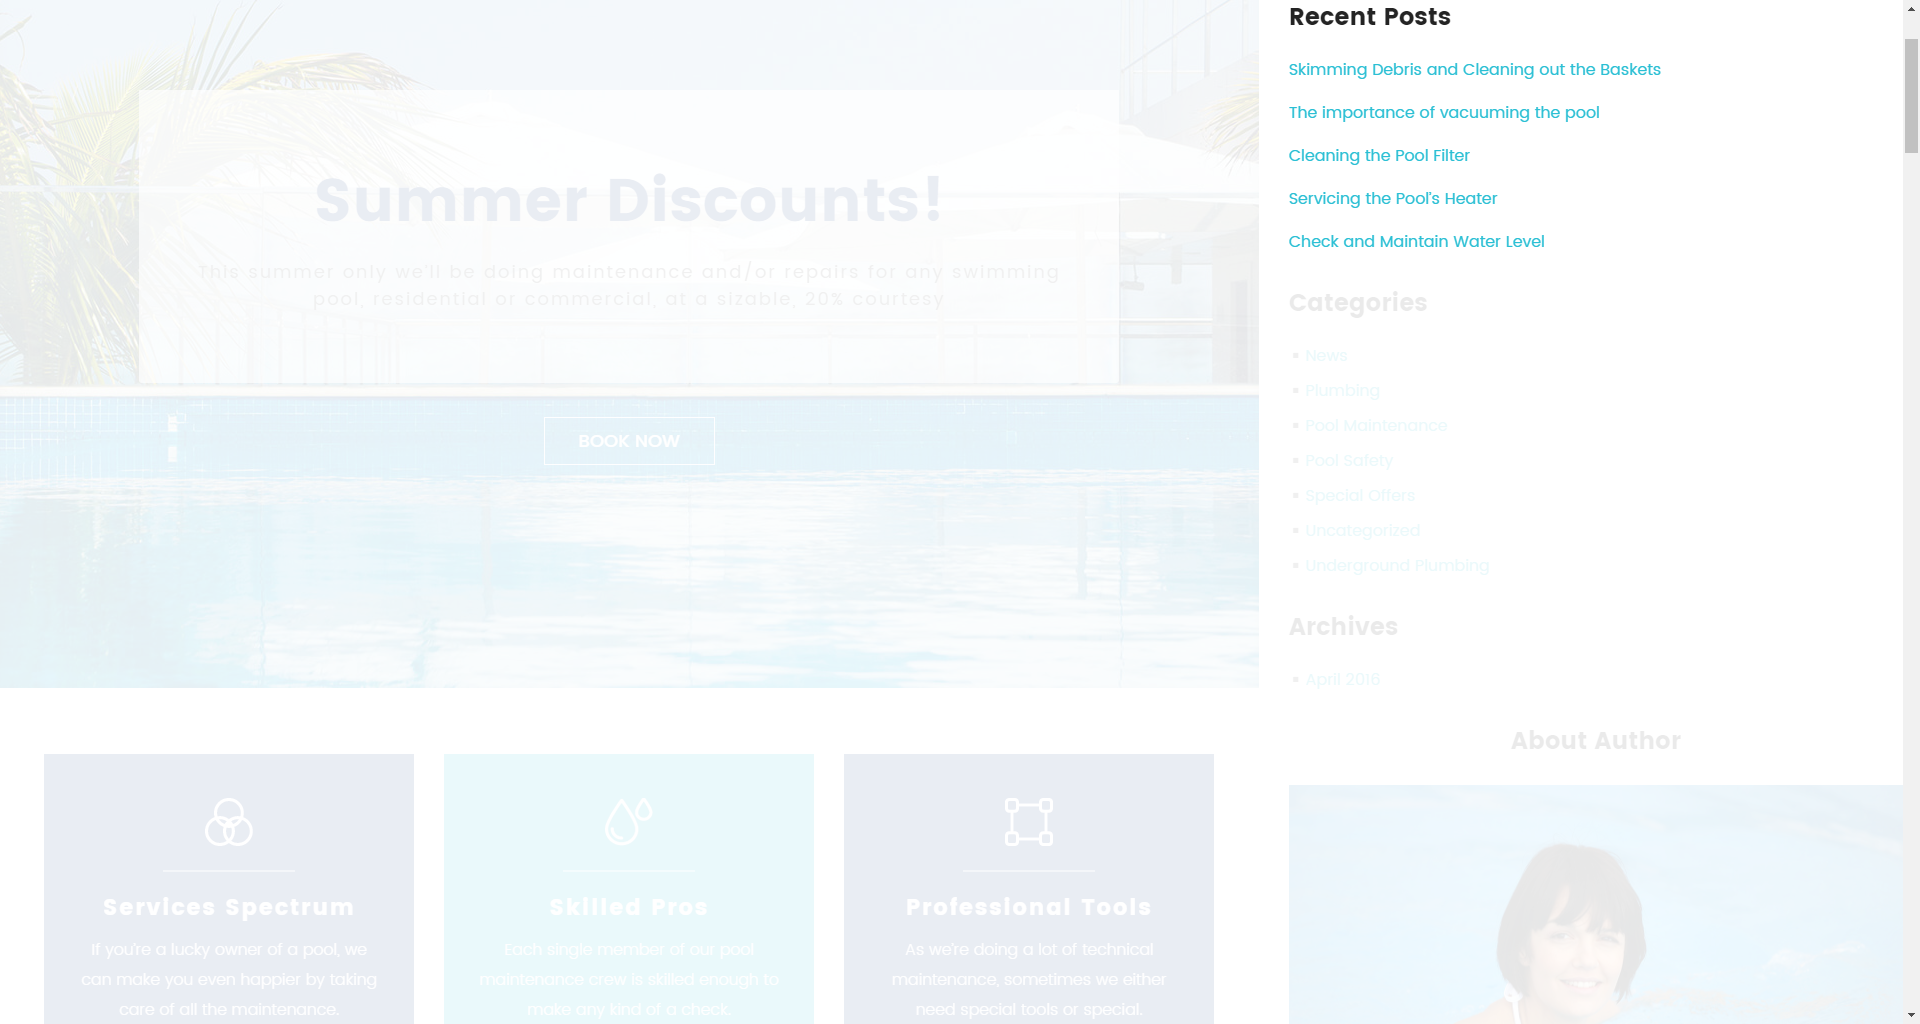 Summer Discounts!
This summer only we'll be doing maintenance and/or repairs for any swimming
pool, residential or commercial, at a sizable, 20% courtesy
BOOK NOW
Services Spectrum
If you're a lucky owner of a pool, we
can make you even happier by taking
care of all the maintenance.
Skilled Pros
Each single member of our pool
maintenance crew is skilled enough to
make any kind of a check.
Professional Tools
As we're doing a lot of technical
maintenance, sometimes we either
need special tools or special.
Recent Posts
Skimming Debris and Cleaning out the Baskets
The importance of vacuuming the pool
Cleaning the Pool Filter
Servicing the Pool's Heater
Check and Maintain Water Level
Categories
News
Plumbing
Pool Maintenance
Pool Safety
Special Offers
Uncategorized
Underground Plumbing
Archives
April 2016
About Author